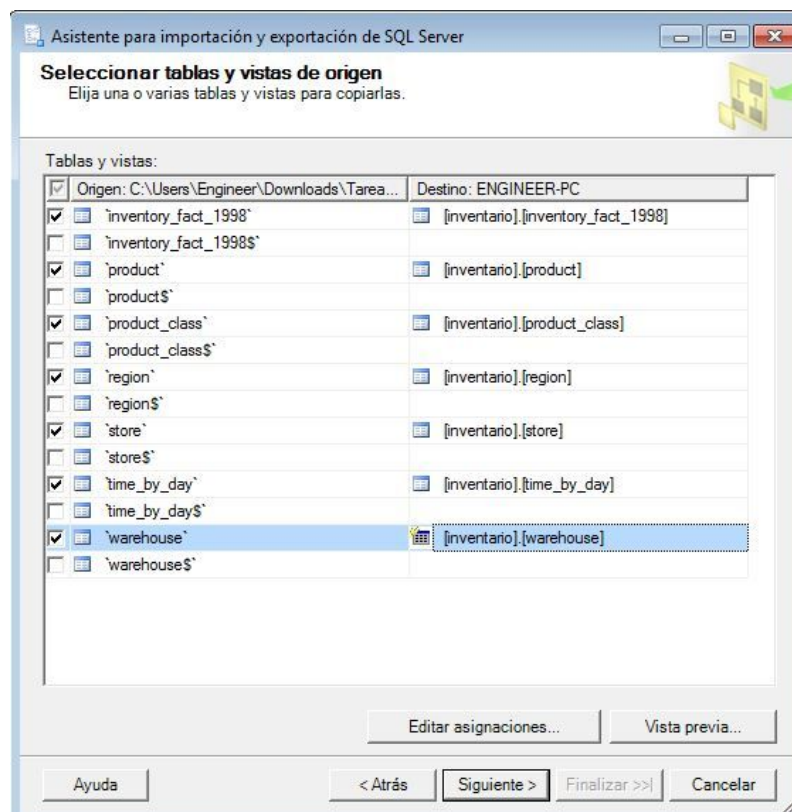 Asistente para importación y exportación de SQL Server
Seleccionar tablas y vistas de origen
Elija una o varias tablas y vistas para copiarlas.
Tablas y vistas:
Origen: C:\Users\Engineer\Downloads\Tarea... Destino: ENGINEER-PC
`inventory_fact_1998` [inventario].[inventory_fact_1998]
`inventory_fact_1998$`
`product` [inventario].[product]
`product$`
`product_class` [inventario].[product_class]
`product_class$`
`region` [inventario].[region]
`region$`
`store` [inventario].[store]
`store$`
`time_by_day` [inventario].[time_by_day]
`time_by_day$`
`warehouse` [inventario].[warehouse]
`warehouse$`
Editar asignaciones... Vista previa...
Ayuda < Atrás Siguiente > Finalizar >>| Cancelar